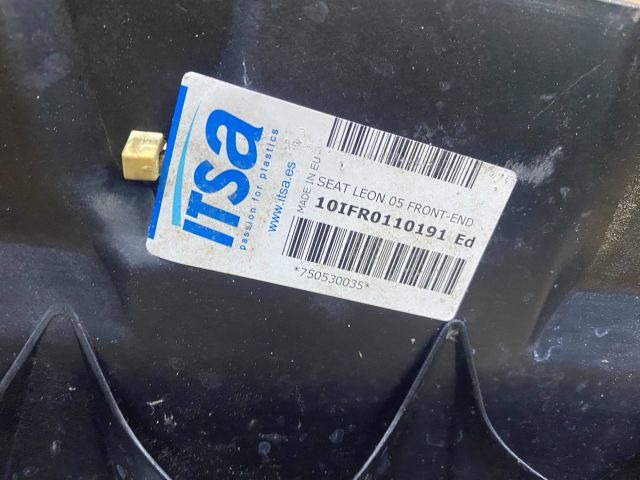 ITSa
passion for plastics
www.itsa.es
MADE IN EU
SEAT LEON 05 FRONT-END
10IFR0110191 Ed
*750530035*